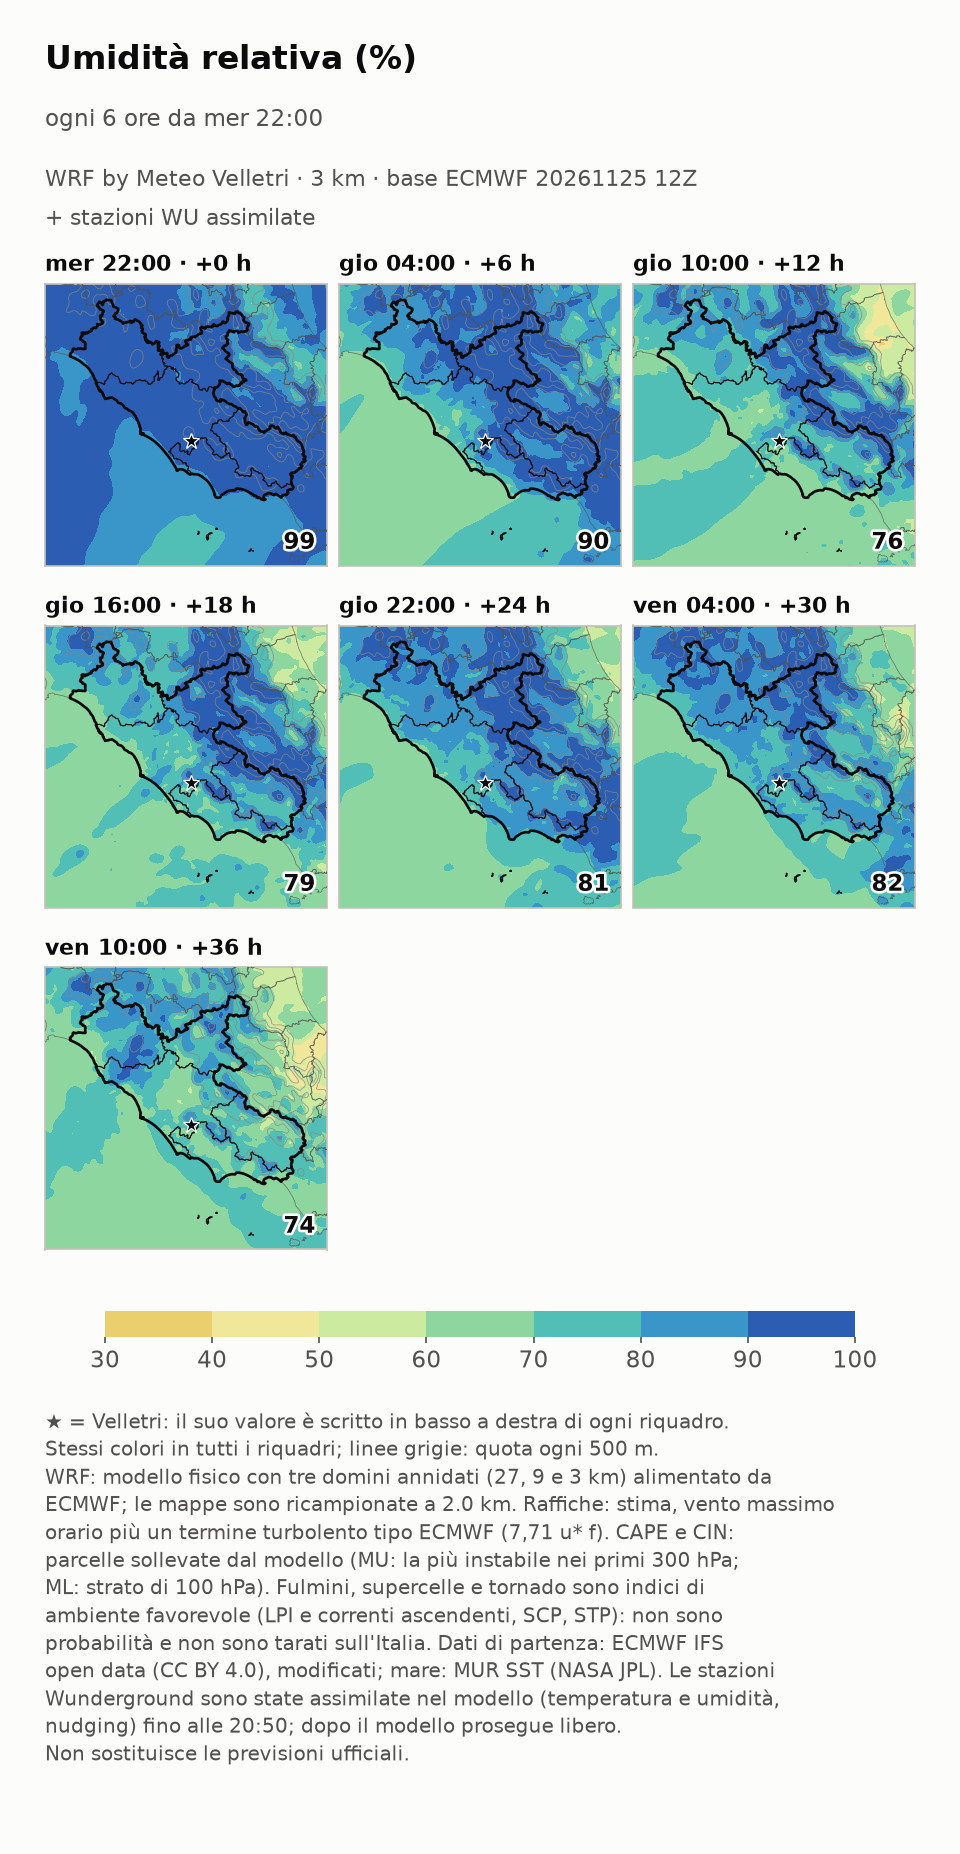 Umidità relativa (%)
ogni 6 ore da mer 22:00
WRF by Meteo Velletri · 3 km · base ECMWF 20261125 12Z
+ stazioni WU assimilate
mer 22:00 · +0 h
gio 04:00 · +6 h
gio 10:00 · +12 h
99
90
76
gio 16:00 · +18 h
gio 22:00 · +24 h
ven 04:00 · +30 h
79
81
82
ven 10:00 · +36 h
74
30 40 50 60 70 80 90 100
★ = Velletri: il suo valore è scritto in basso a destra di ogni riquadro.
Stessi colori in tutti i riquadri; linee grigie: quota ogni 500 m.
WRF: modello fisico con tre domini annidati (27, 9 e 3 km) alimentato da
ECMWF; le mappe sono ricampionate a 2.0 km. Raffiche: stima, vento massimo
orario più un termine turbolento tipo ECMWF (7,71 u* f). CAPE e CIN:
parcelle sollevate dal modello (MU: la più instabile nei primi 300 hPa;
ML: strato di 100 hPa). Fulmini, supercelle e tornado sono indici di
ambiente favorevole (LPI e correnti ascendenti, SCP, STP): non sono
probabilità e non sono tarati sull'Italia. Dati di partenza: ECMWF IFS
open data (CC BY 4.0), modificati; mare: MUR SST (NASA JPL). Le stazioni
Wunderground sono state assimilate nel modello (temperatura e umidità,
nudging) fino alle 20:50; dopo il modello prosegue libero.
Non sostituisce le previsioni ufficiali.